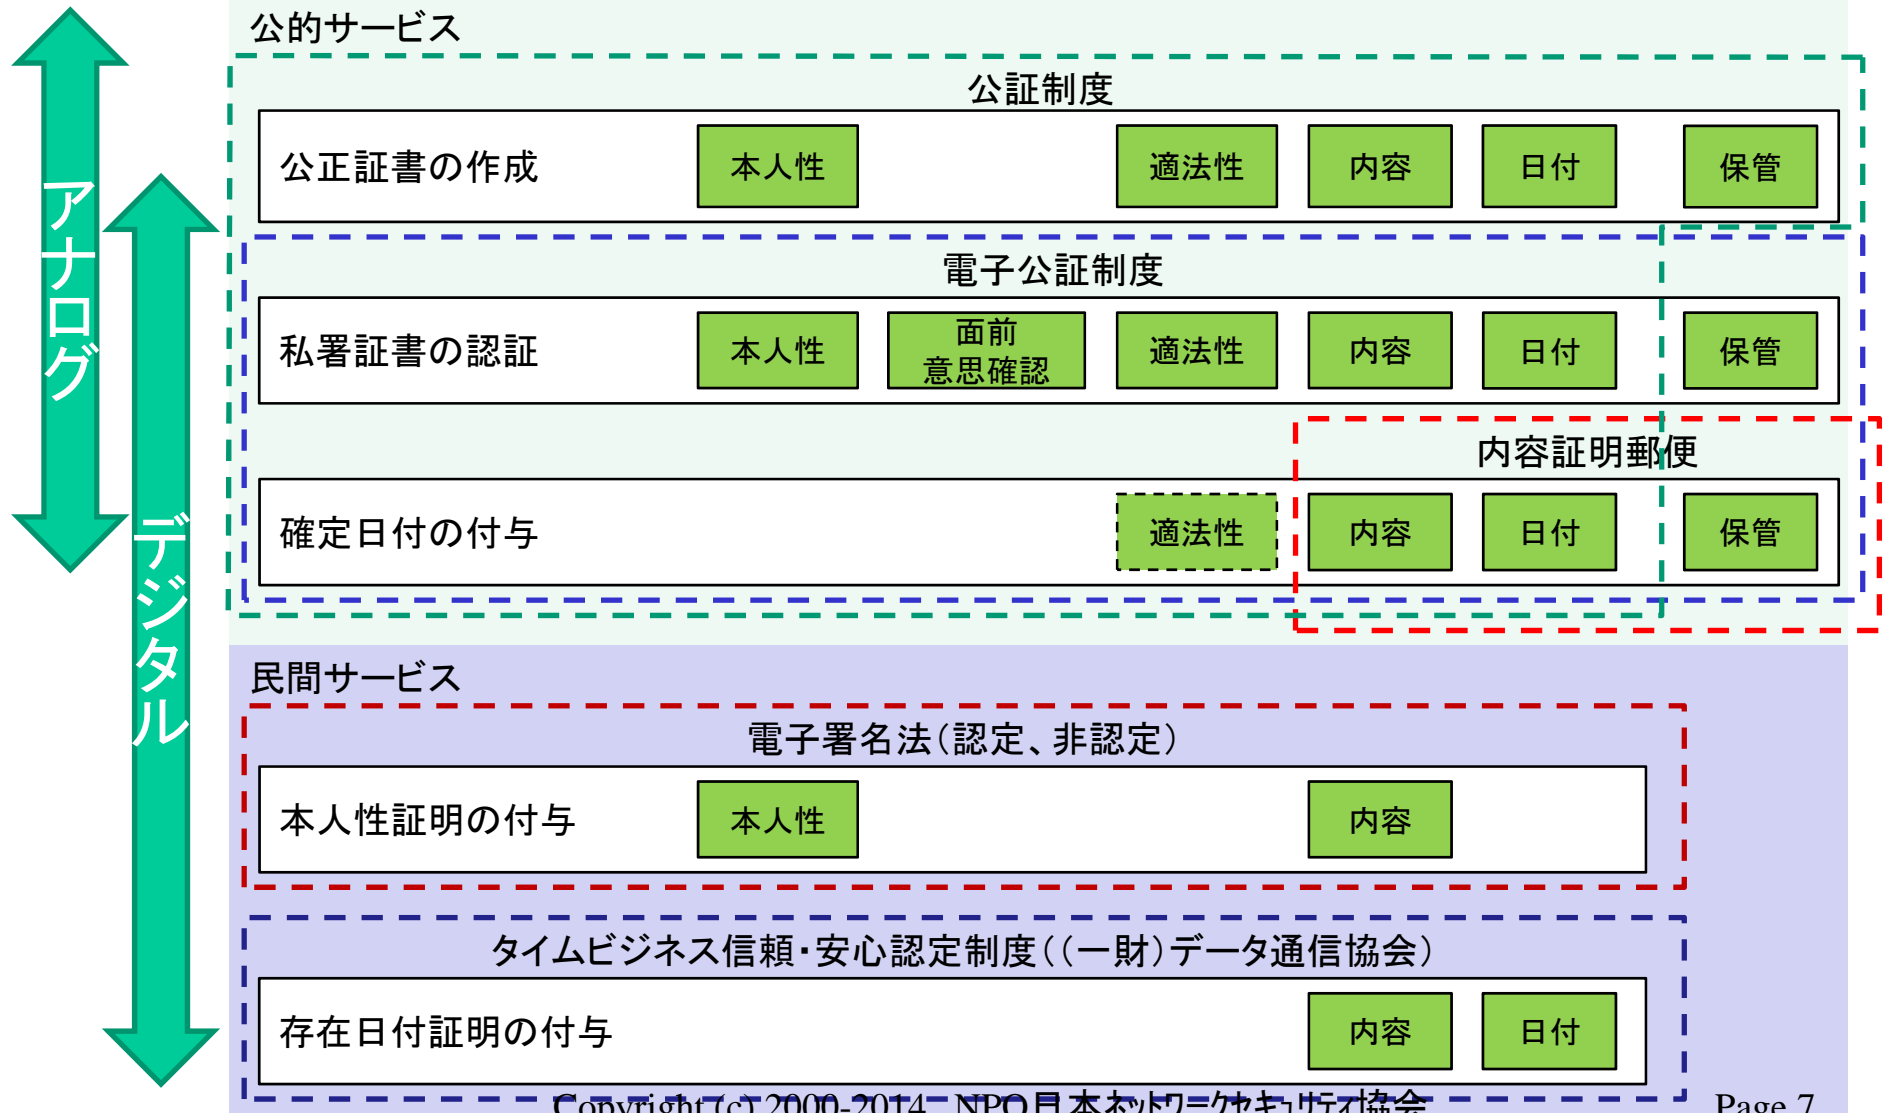 公的サービス
公証制度
公正証書の作成 本人性 適法性 内容 日付 保管
電子公証制度
私署証書の認証 本人性 面前 意思確認 適法性 内容 日付 保管
内容証明郵便
確定日付の付与 適法性 内容 日付 保管
アナログ
デジタル
民間サービス
電子署名法(認定、非認定)
本人性証明の付与 本人性 内容
タイムビジネス信頼・安心認定制度((一財)データ通信協会)
存在日付証明の付与 内容 日付
Copyright (c) 2000-2014 NPO日本ネットワークセキュリティ協会 Page 7